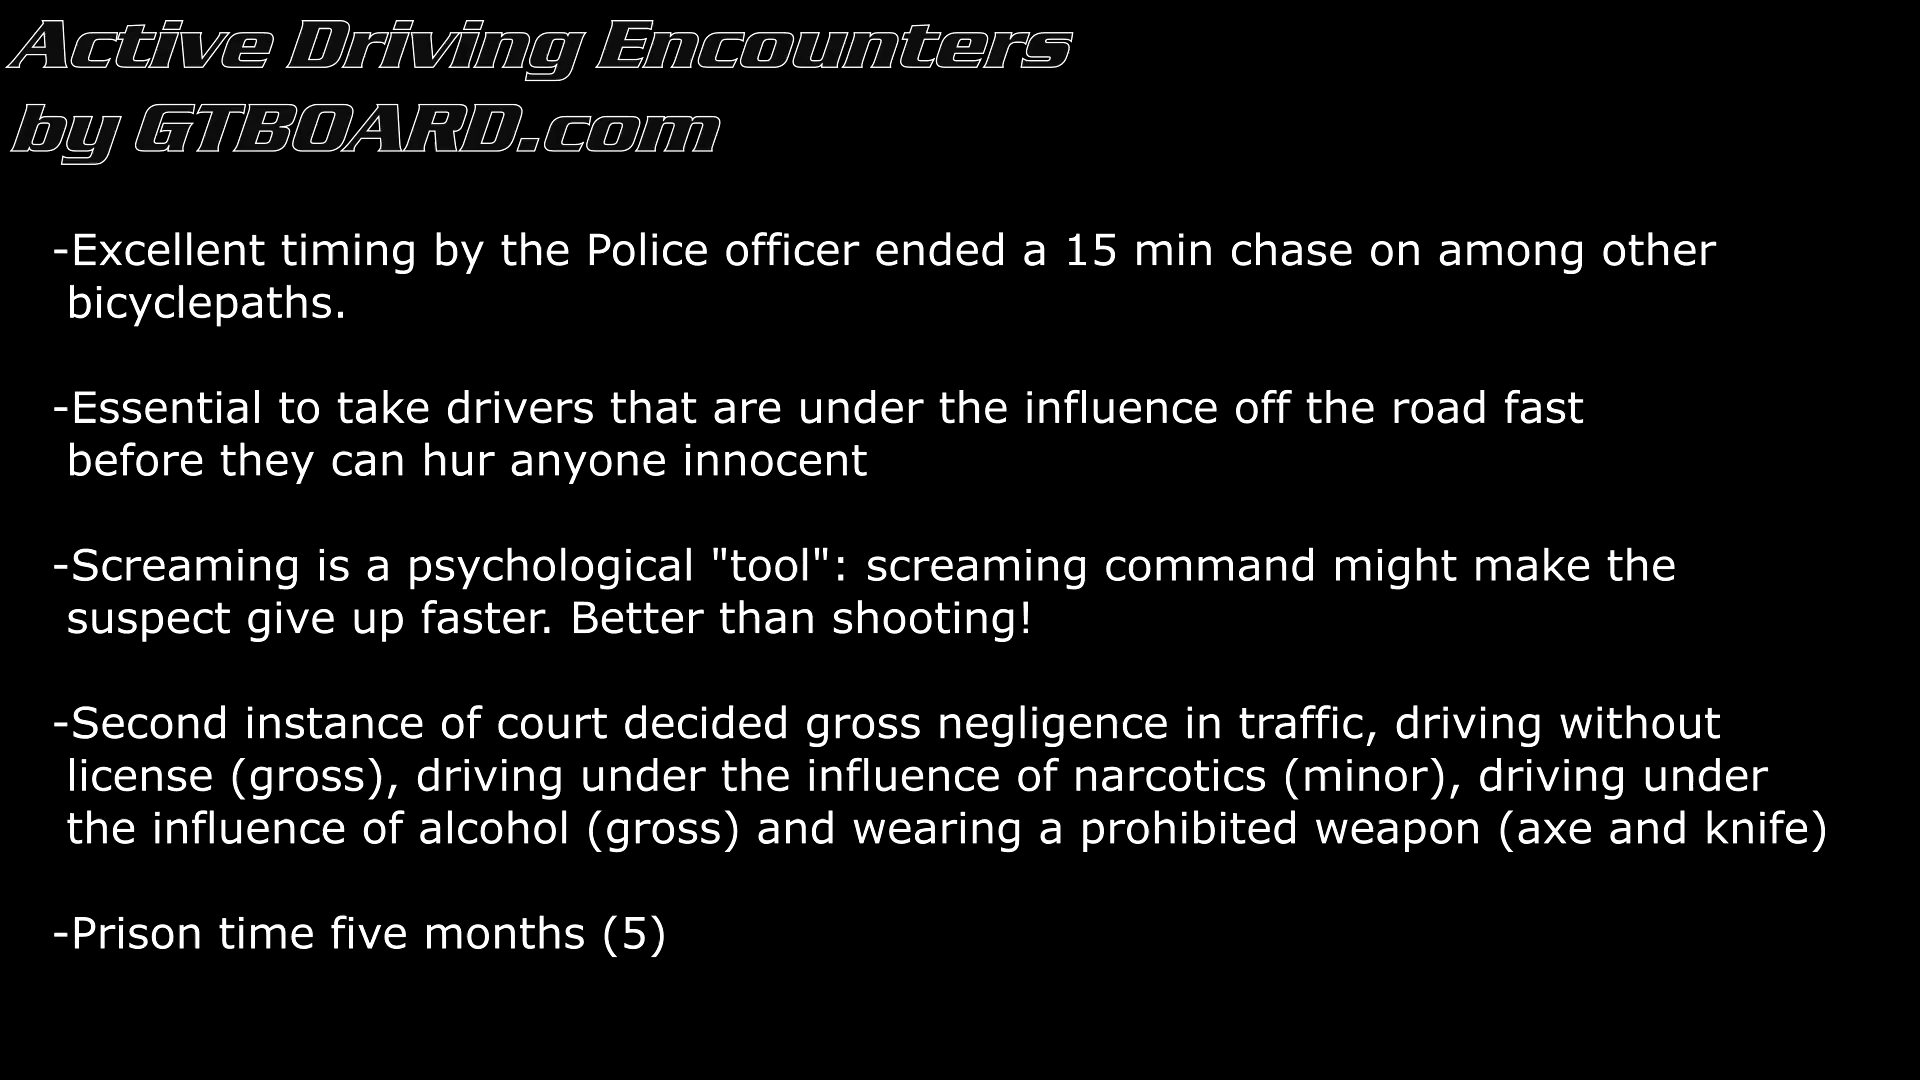 Active Driving Encounters
by GTBOARD.com
-Excellent timing by the Police officer ended a 15 min chase on among other
bicyclepaths.
-Essential to take drivers that are under the influence off the road fast
before they can hur anyone innocent
-Screaming is a psychological "tool": screaming command might make the
suspect give up faster. Better than shooting!
-Second instance of court decided gross negligence in traffic, driving without
license (gross), driving under the influence of narcotics (minor), driving under
the influence of alcohol (gross) and wearing a prohibited weapon (axe and knife)
-Prison time five months (5)